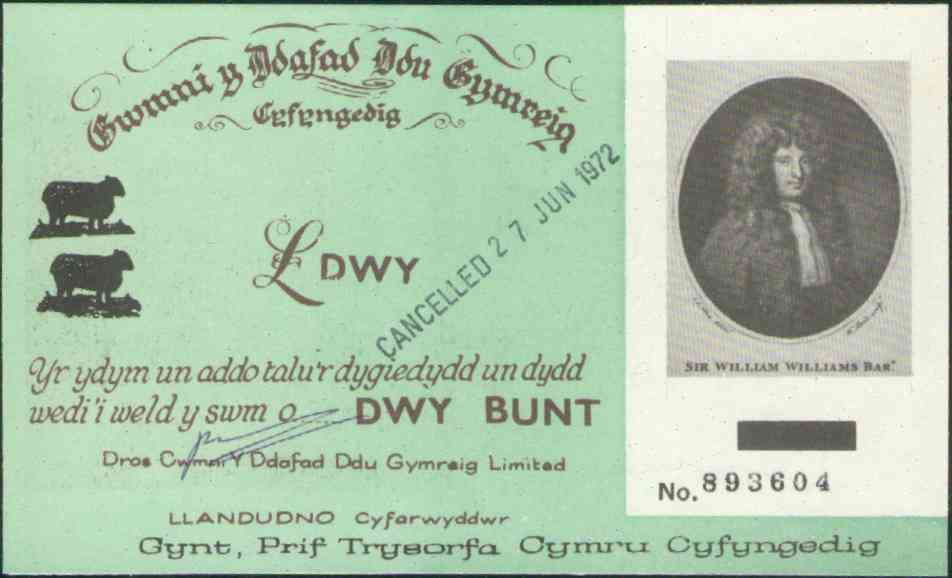 Cwmni y Ddafad Ddu Gymreig
Cyfyngedig
£ DWY
CANCELLED 27 JUN 1972
Yr ydym un addo talu'r dygiedydd un dydd
wedi'i weld y swm o.... DWY BUNT
Dros Cwmni Y Ddafad Ddu Gymreig Limited
LLANDUDNO Cyfarwyddwr
Gynt, Prif Trysorfa Cymru Cyfyngedig
SIR WILLIAM WILLIAMS BAR.ᵗ
No. 893604